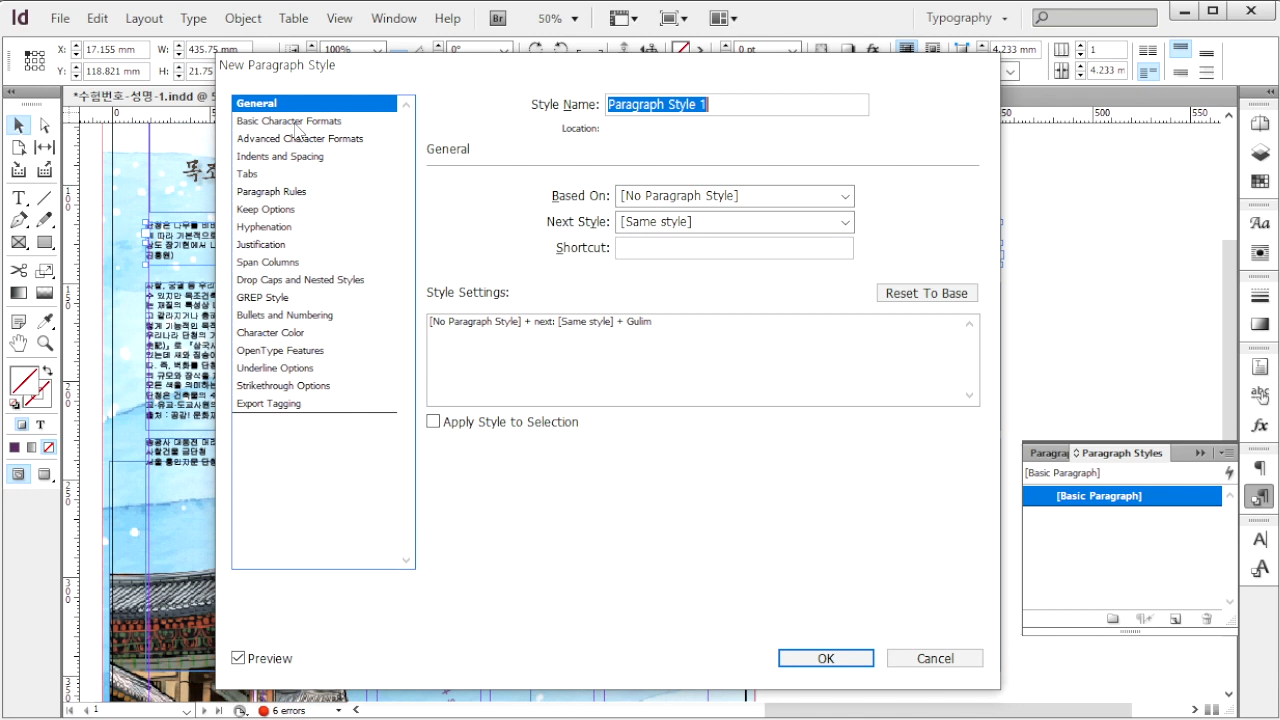 Id File Edit Layout Type Object Table View Window Help Br 50% Typography
X: 17.155 mm W: 435.75 mm 100% 0° 0 pt 4.233 mm 1
Y: 118.821 mm H: 21.75 4.233 m
New Paragraph Style
*수험번호-성명-1.indd @ 5
0 500
General
Basic Character Formats
Advanced Character Formats
Indents and Spacing
Tabs
Paragraph Rules
Keep Options
Hyphenation
Justification
Span Columns
Drop Caps and Nested Styles
GREP Style
Bullets and Numbering
Character Color
OpenType Features
Underline Options
Strikethrough Options
Export Tagging
Style Name: Paragraph Style 1
Location:
General
Based On: [No Paragraph Style]
Next Style: [Same style]
Shortcut:
Style Settings: Reset To Base
[No Paragraph Style] + next: [Same style] + Gulim
Apply Style to Selection
Preview OK Cancel
Paragra Paragraph Styles
[Basic Paragraph]
[Basic Paragraph]
1 6 errors